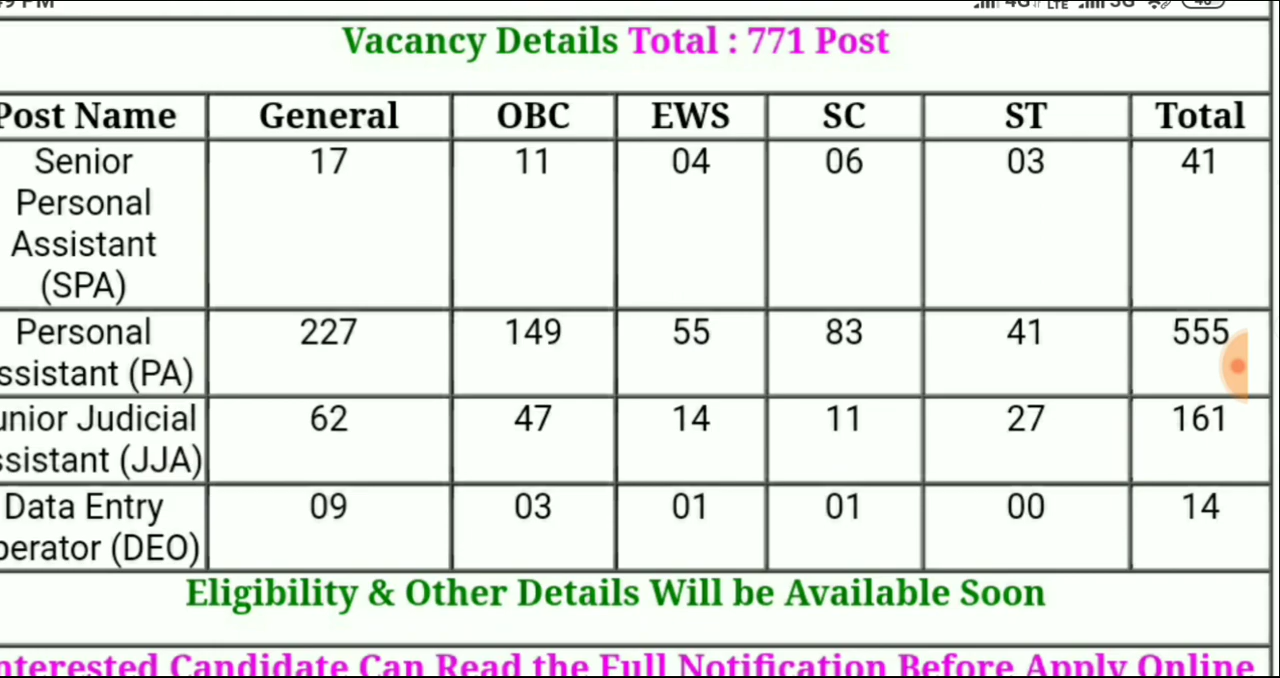 Vacancy Details Total : 771 Post
Post Name General OBC EWS SC ST Total
Senior 17 11 04 06 03 41
Personal
Assistant
(SPA)
Personal 227 149 55 83 41 555
ssistant (PA)
unior Judicial 62 47 14 11 27 161
ssistant (JJA)
Data Entry 09 03 01 01 00 14
perator (DEO)
Eligibility & Other Details Will be Available Soon
nterested Candidate Can Read the Full Notification Before Apply Online